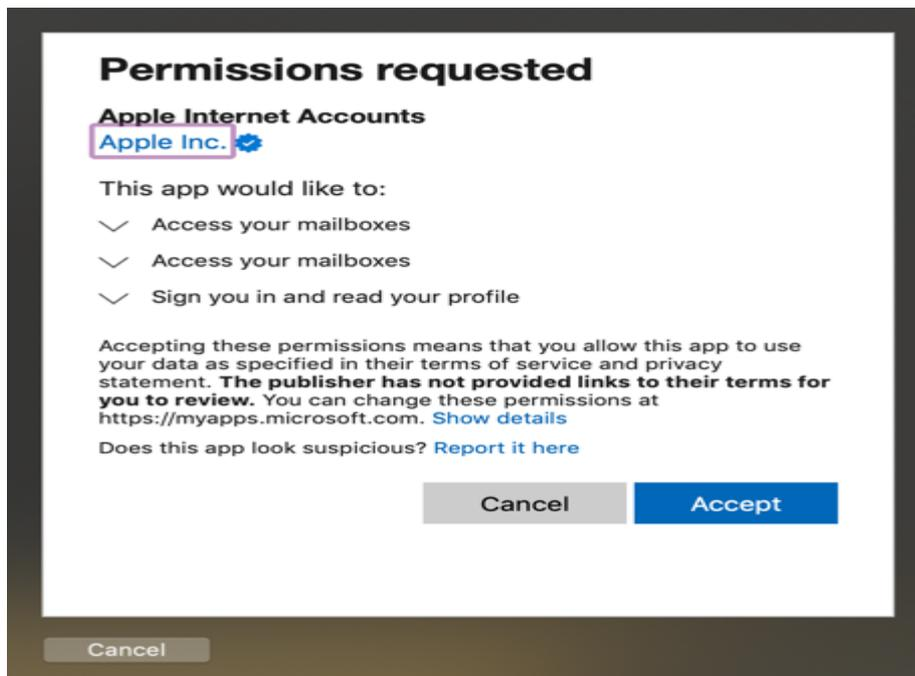 Permissions requested
Apple Internet Accounts
Apple Inc.
This app would like to:
Access your mailboxes
Access your mailboxes
Sign you in and read your profile
Accepting these permissions means that you allow this app to use
your data as specified in their terms of service and privacy
statement. The publisher has not provided links to their terms for
you to review. You can change these permissions at
https://myapps.microsoft.com. Show details
Does this app look suspicious? Report it here
Cancel Accept
Cancel